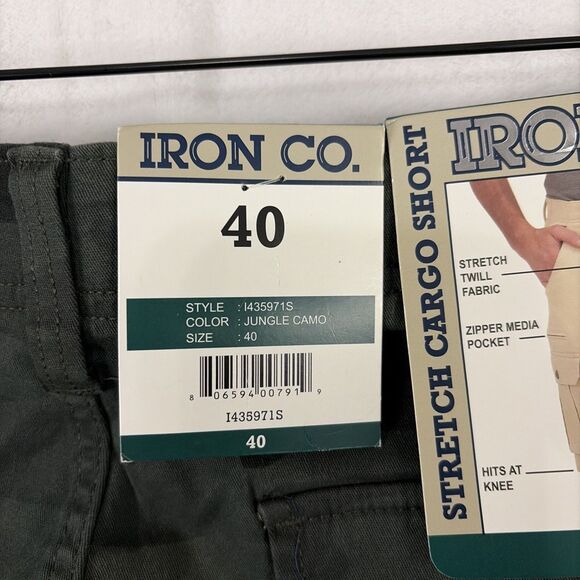 IRON CO.
40
STYLE : I435971S
COLOR : JUNGLE CAMO
SIZE : 40
8 06594 00791 9
I435971S
40
STRETCH CARGO SHORT
STRETCH
TWILL
FABRIC
ZIPPER MEDIA
POCKET
HITS AT
KNEE